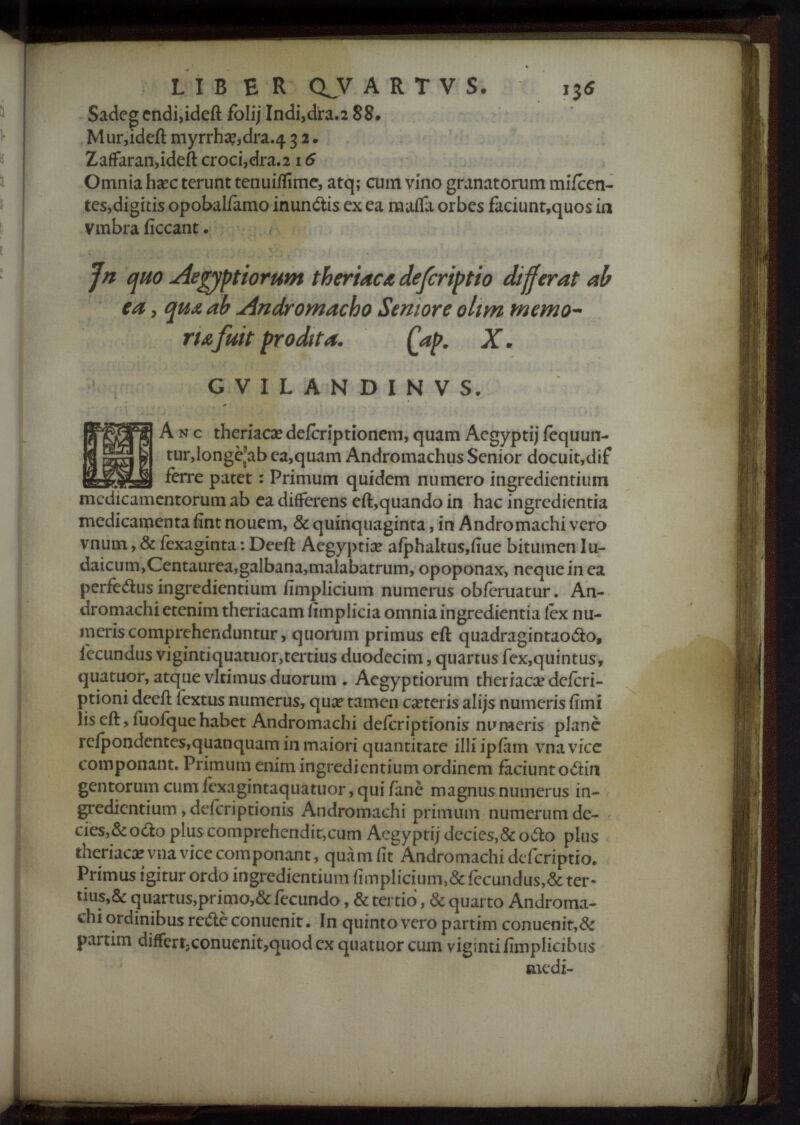 LIBER QVARTVS. 136
Sadeg endi,ideſt folij Indi,dra.288.
Mur,ideſt myrrhæ,dra.432.
Zaffaran,ideſt croci,dra.216
Omnia hæc terunt tenuiſſime, atq; cum vino granatorum miſcen-
tes,digitis opobalſamo inunctis ex ea maſſa orbes faciunt,quos in
vmbra ſiccant.
In quo Aegyptiorum theriacæ deſcriptio differat ab
ea, quæ ab Andromacho Seniore olim memo-
riæ fuit prodita. Cap. X.
GVILANDINVS.
HANC theriacæ deſcriptionem, quam Aegyptij ſequun-
tur,longè ab ea,quam Andromachus Senior docuit,dif
ferre patet: Primum quidem numero ingredientium
medicamentorum ab ea differens eſt,quando in hac ingredientia
medicamenta ſint nouem, & quinquaginta, in Andromachi vero
vnum, & ſexaginta: Deeſt Aegyptiæ aſphaltus,ſiue bitumen Iu-
daicum,Centaurea,galbana,malabatrum, opoponax, neque in ea
perfectus ingredientium ſimplicium numerus obſeruatur. An-
dromachi etenim theriacam ſimplicia omnia ingredientia ſex nu-
meris comprehenduntur, quorum primus eſt quadragintaocto,
ſecundus vigintiquatuor,tertius duodecim, quartus ſex,quintus,
quatuor, atque vltimus duorum. Aegyptiorum theriacæ deſcri-
ptioni deeſt ſextus numerus, quæ tamen cæteris alijs numeris ſimi
lis eſt, ſuoſque habet Andromachi deſcriptionis numeris planè
reſpondentes,quanquam in maiori quantitate illi ipſam vna vice
componant. Primum enim ingredientium ordinem faciunt octin
gentorum cum ſexagintaquatuor, qui ſanè magnus numerus in-
gredientium, deſcriptionis Andromachi primum numerum de-
cies,& octo plus comprehendit,cum Aegyptij decies,& octo plus
theriacæ vna vice componant, quàm ſit Andromachi deſcriptio.
Primus igitur ordo ingredientium ſimplicium,& ſecundus,& ter-
tius,& quartus,primo,& ſecundo, & tertio, & quarto Androma-
chi ordinibus rectè conuenit. In quinto vero partim conuenit,&
partim differt,conuenit,quod ex quatuor cum viginti ſimplicibus
medi-